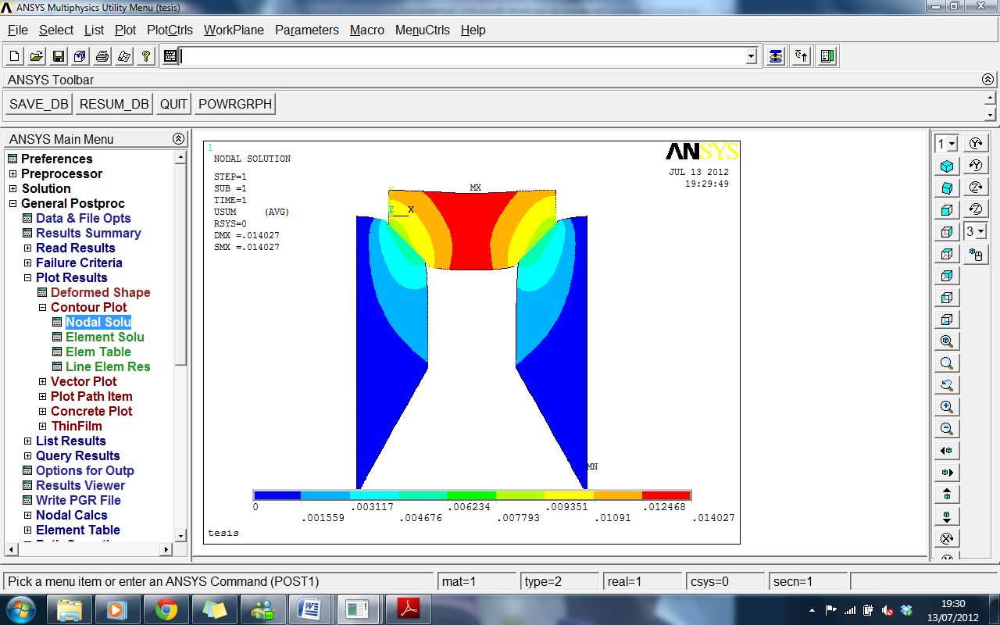 ANSYS Multiphysics Utility Menu (tesis)
File Select List Plot PlotCtrls WorkPlane Parameters Macro MenuCtrls Help
ANSYS Toolbar
SAVE_DB RESUM_DB QUIT POWRGRPH
ANSYS Main Menu
Preferences
Preprocessor
Solution
General Postproc
Data & File Opts
Results Summary
Read Results
Failure Criteria
Plot Results
Deformed Shape
Contour Plot
Nodal Solu
Element Solu
Elem Table
Line Elem Res
Vector Plot
Plot Path Item
Concrete Plot
ThinFilm
List Results
Query Results
Options for Outp
Results Viewer
Write PGR File
Nodal Calcs
Element Table
1
NODAL SOLUTION
STEP=1
SUB =1
TIME=1
USUM (AVG)
RSYS=0
DMX =.014027
SMX =.014027
ANSYS
JUL 13 2012
19:29:49
MX
Y
Z X
MN
0 .003117 .006234 .009351 .012468
.001559 .004676 .007793 .01091 .014027
tesis
1
3
Pick a menu item or enter an ANSYS Command (POST1) mat=1 type=2 real=1 csys=0 secn=1
19:30
13/07/2012